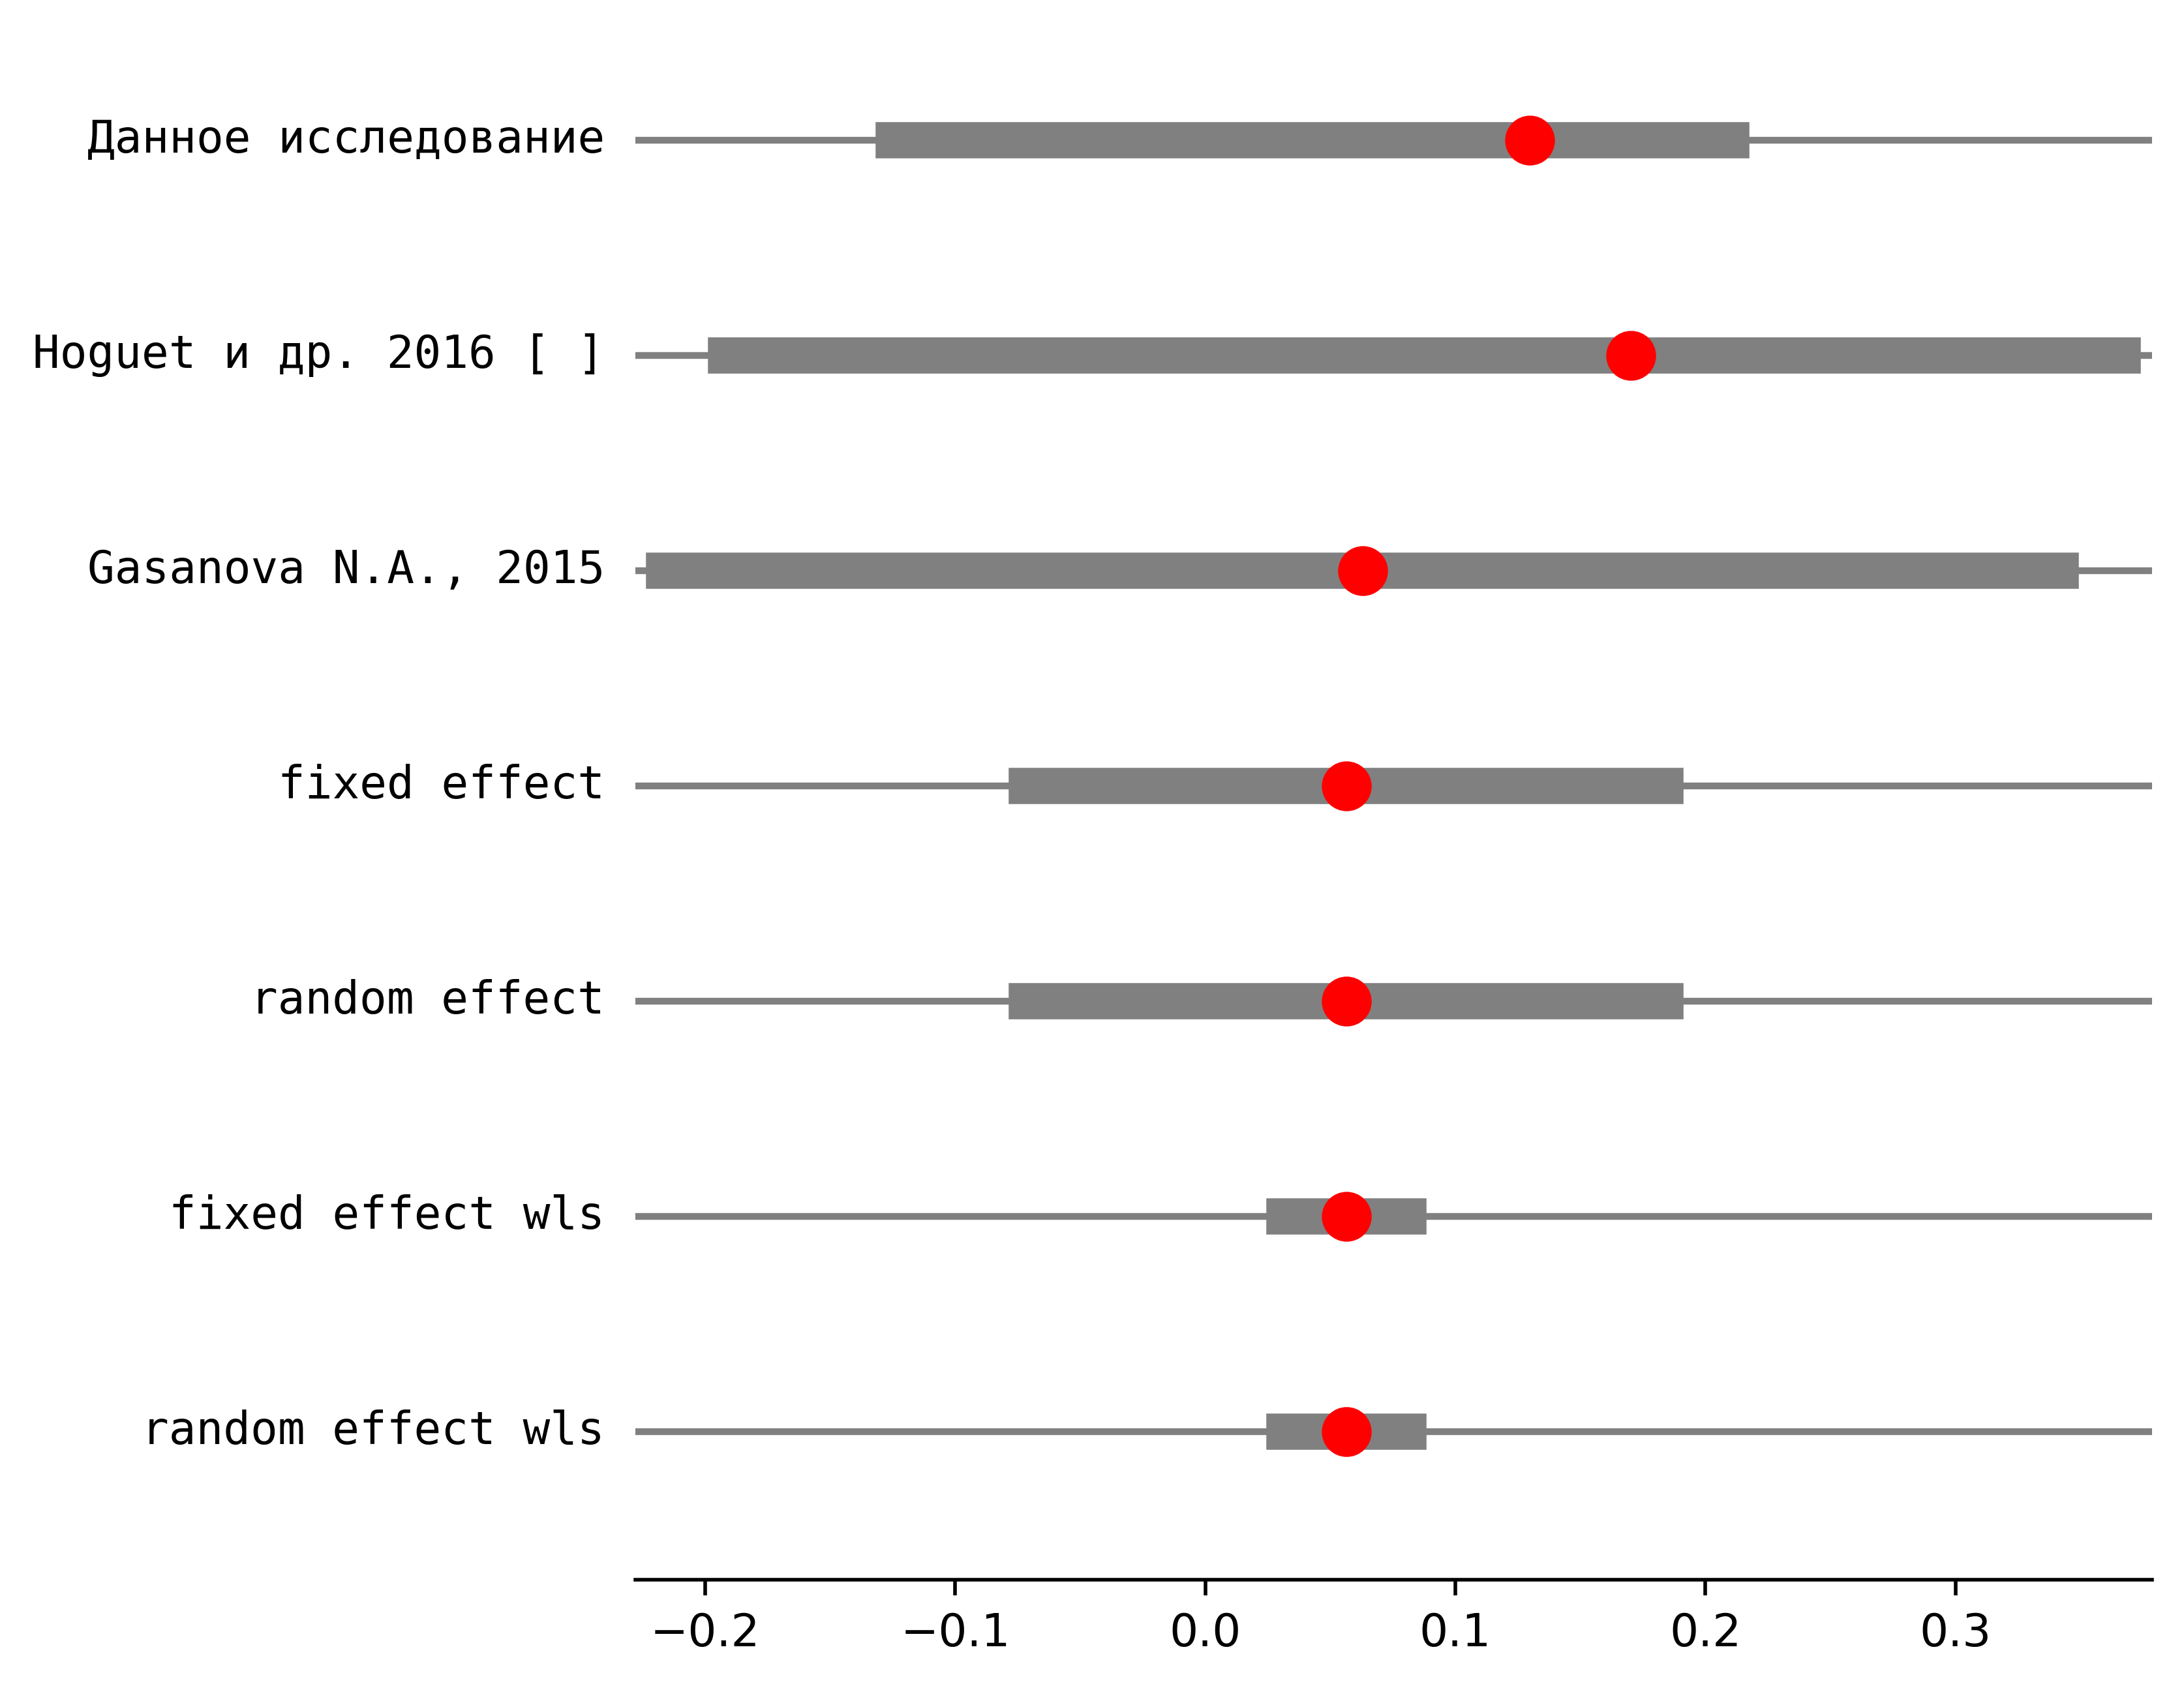 Данное исследование
Hoguet и др. 2016 [ ]
Gasanova N.A., 2015
fixed effect
random effect
fixed effect wls
random effect wls
−0.2 −0.1 0.0 0.1 0.2 0.3